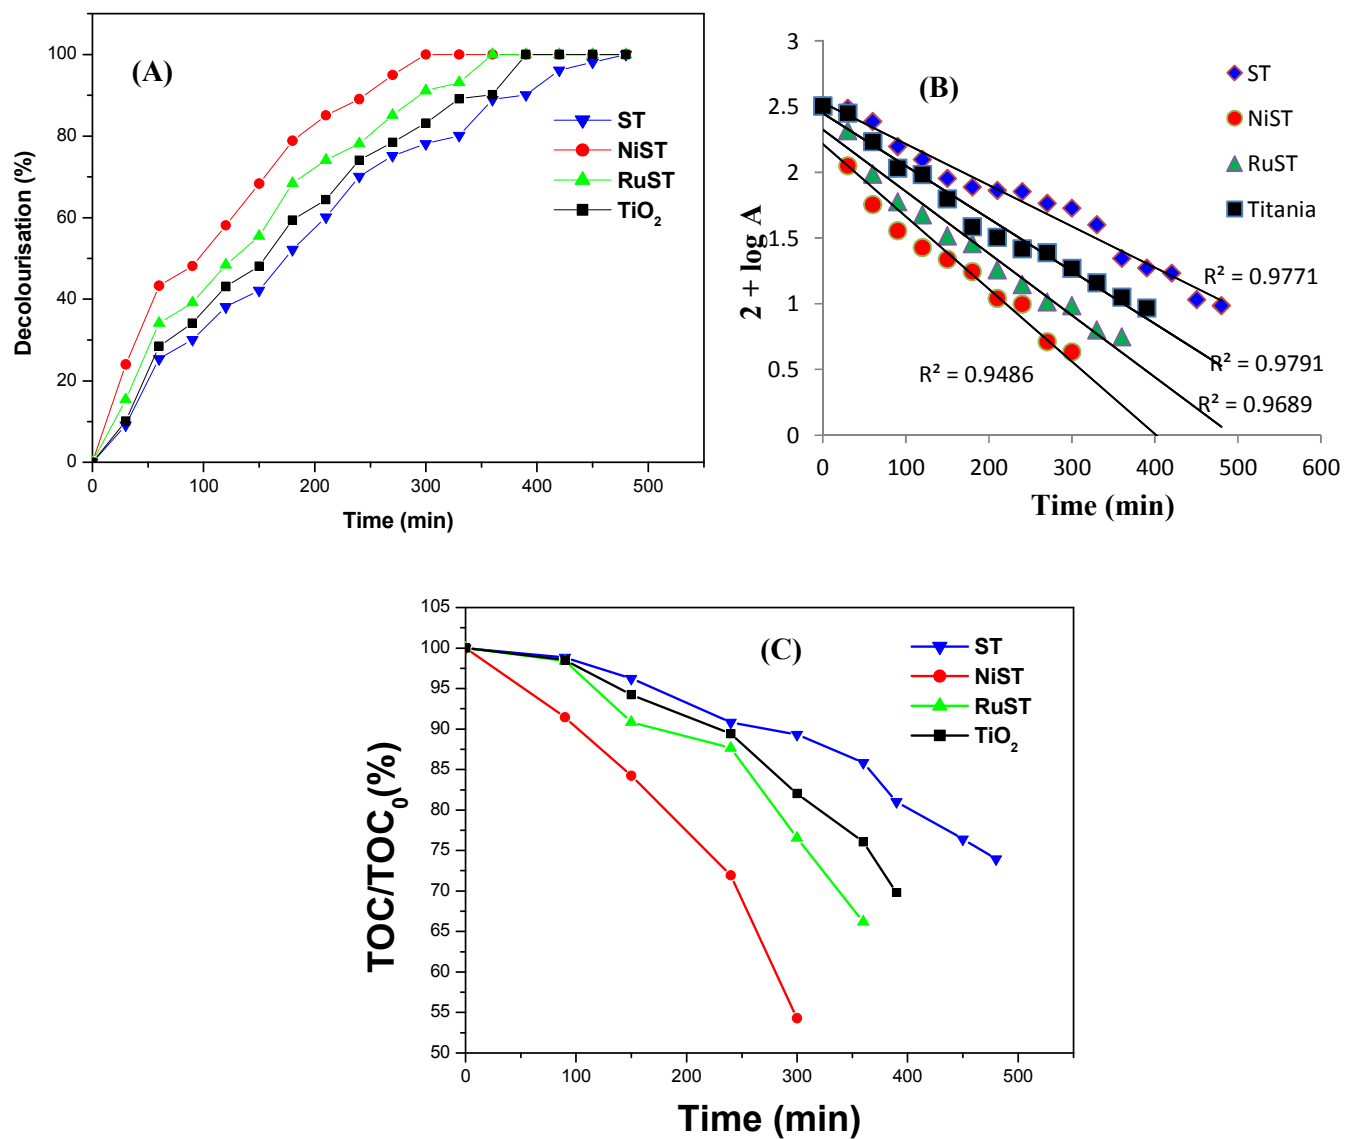 (A)
ST
NiST
RuST
TiO₂
Decolourisation (%)
100
80
60
40
20
0
0 100 200 300 400 500
Time (min)
(B)
ST
NiST
RuST
Titania
2 + log A
3
2.5
2
1.5
1
0.5
0
R² = 0.9771
R² = 0.9791
R² = 0.9486
R² = 0.9689
0 100 200 300 400 500 600
Time (min)
(C)
ST
NiST
RuST
TiO₂
TOC/TOC₀(%)
105
100
95
90
85
80
75
70
65
60
55
50
0 100 200 300 400 500
Time (min)